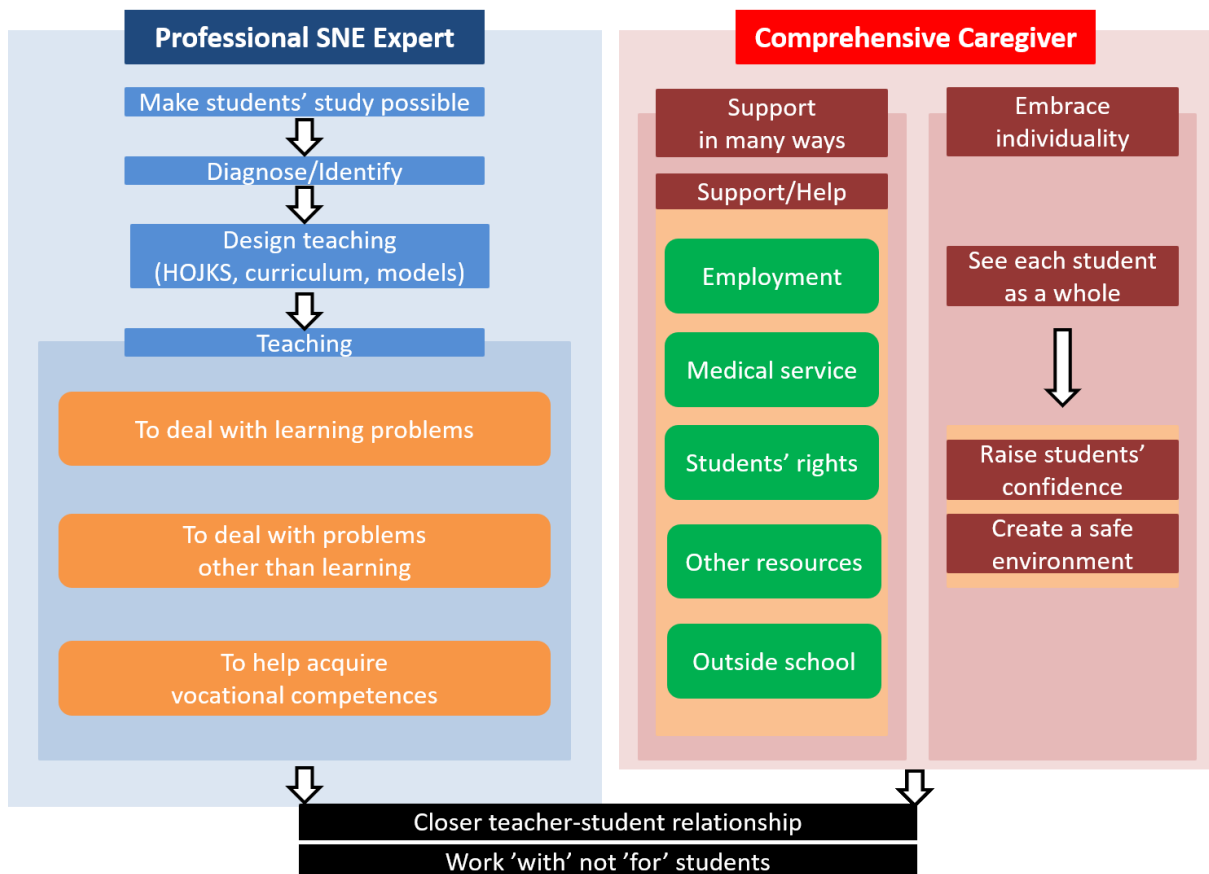 Professional SNE Expert
Make students’ study possible
Diagnose/Identify
Design teaching
(HOJKS, curriculum, models)
Teaching
To deal with learning problems
To deal with problems
other than learning
To help acquire
vocational competences
Comprehensive Caregiver
Support
in many ways
Support/Help
Employment
Medical service
Students’ rights
Other resources
Outside school
Embrace
individuality
See each student
as a whole
Raise students’
confidence
Create a safe
environment
Closer teacher-student relationship
Work ’with’ not ’for’ students